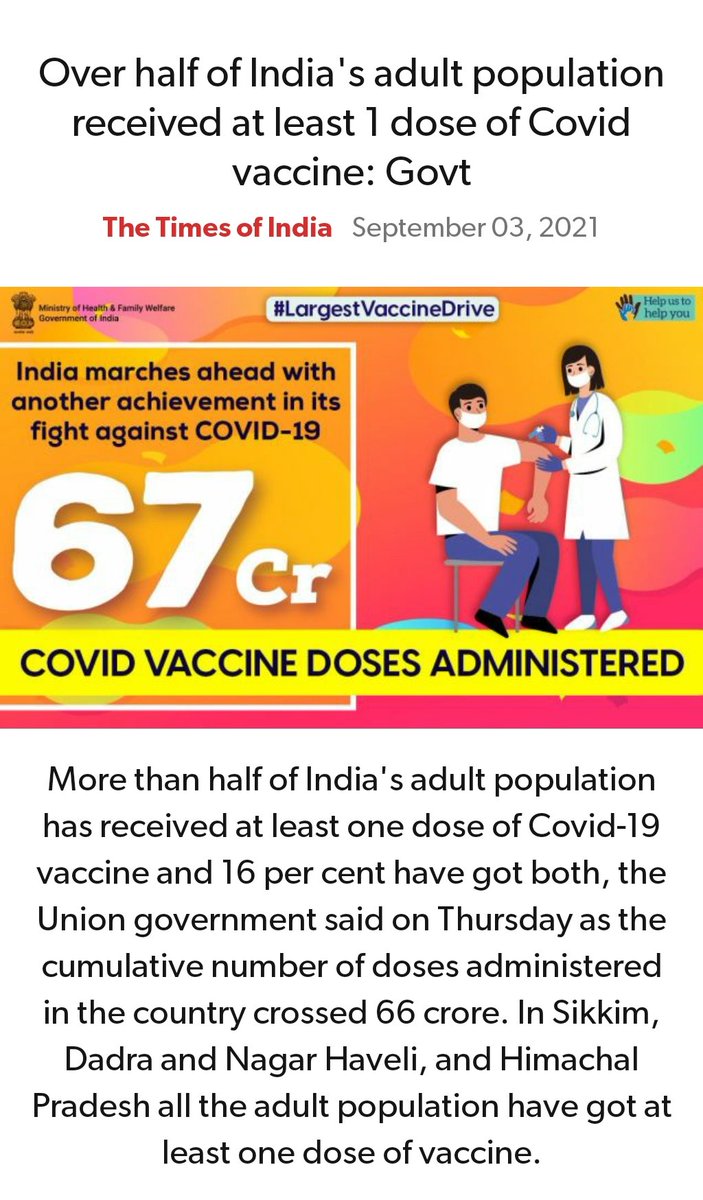 Over half of India's adult population
received at least 1 dose of Covid
vaccine: Govt
The Times of India September 03, 2021
Ministry of Health & Family Welfare
Government of India
#LargestVaccineDrive
Help us to
help you
India marches ahead with
another achievement in its
fight against COVID-19
67 Cr
COVID VACCINE DOSES ADMINISTERED
More than half of India's adult population
has received at least one dose of Covid-19
vaccine and 16 per cent have got both, the
Union government said on Thursday as the
cumulative number of doses administered
in the country crossed 66 crore. In Sikkim,
Dadra and Nagar Haveli, and Himachal
Pradesh all the adult population have got at
least one dose of vaccine.